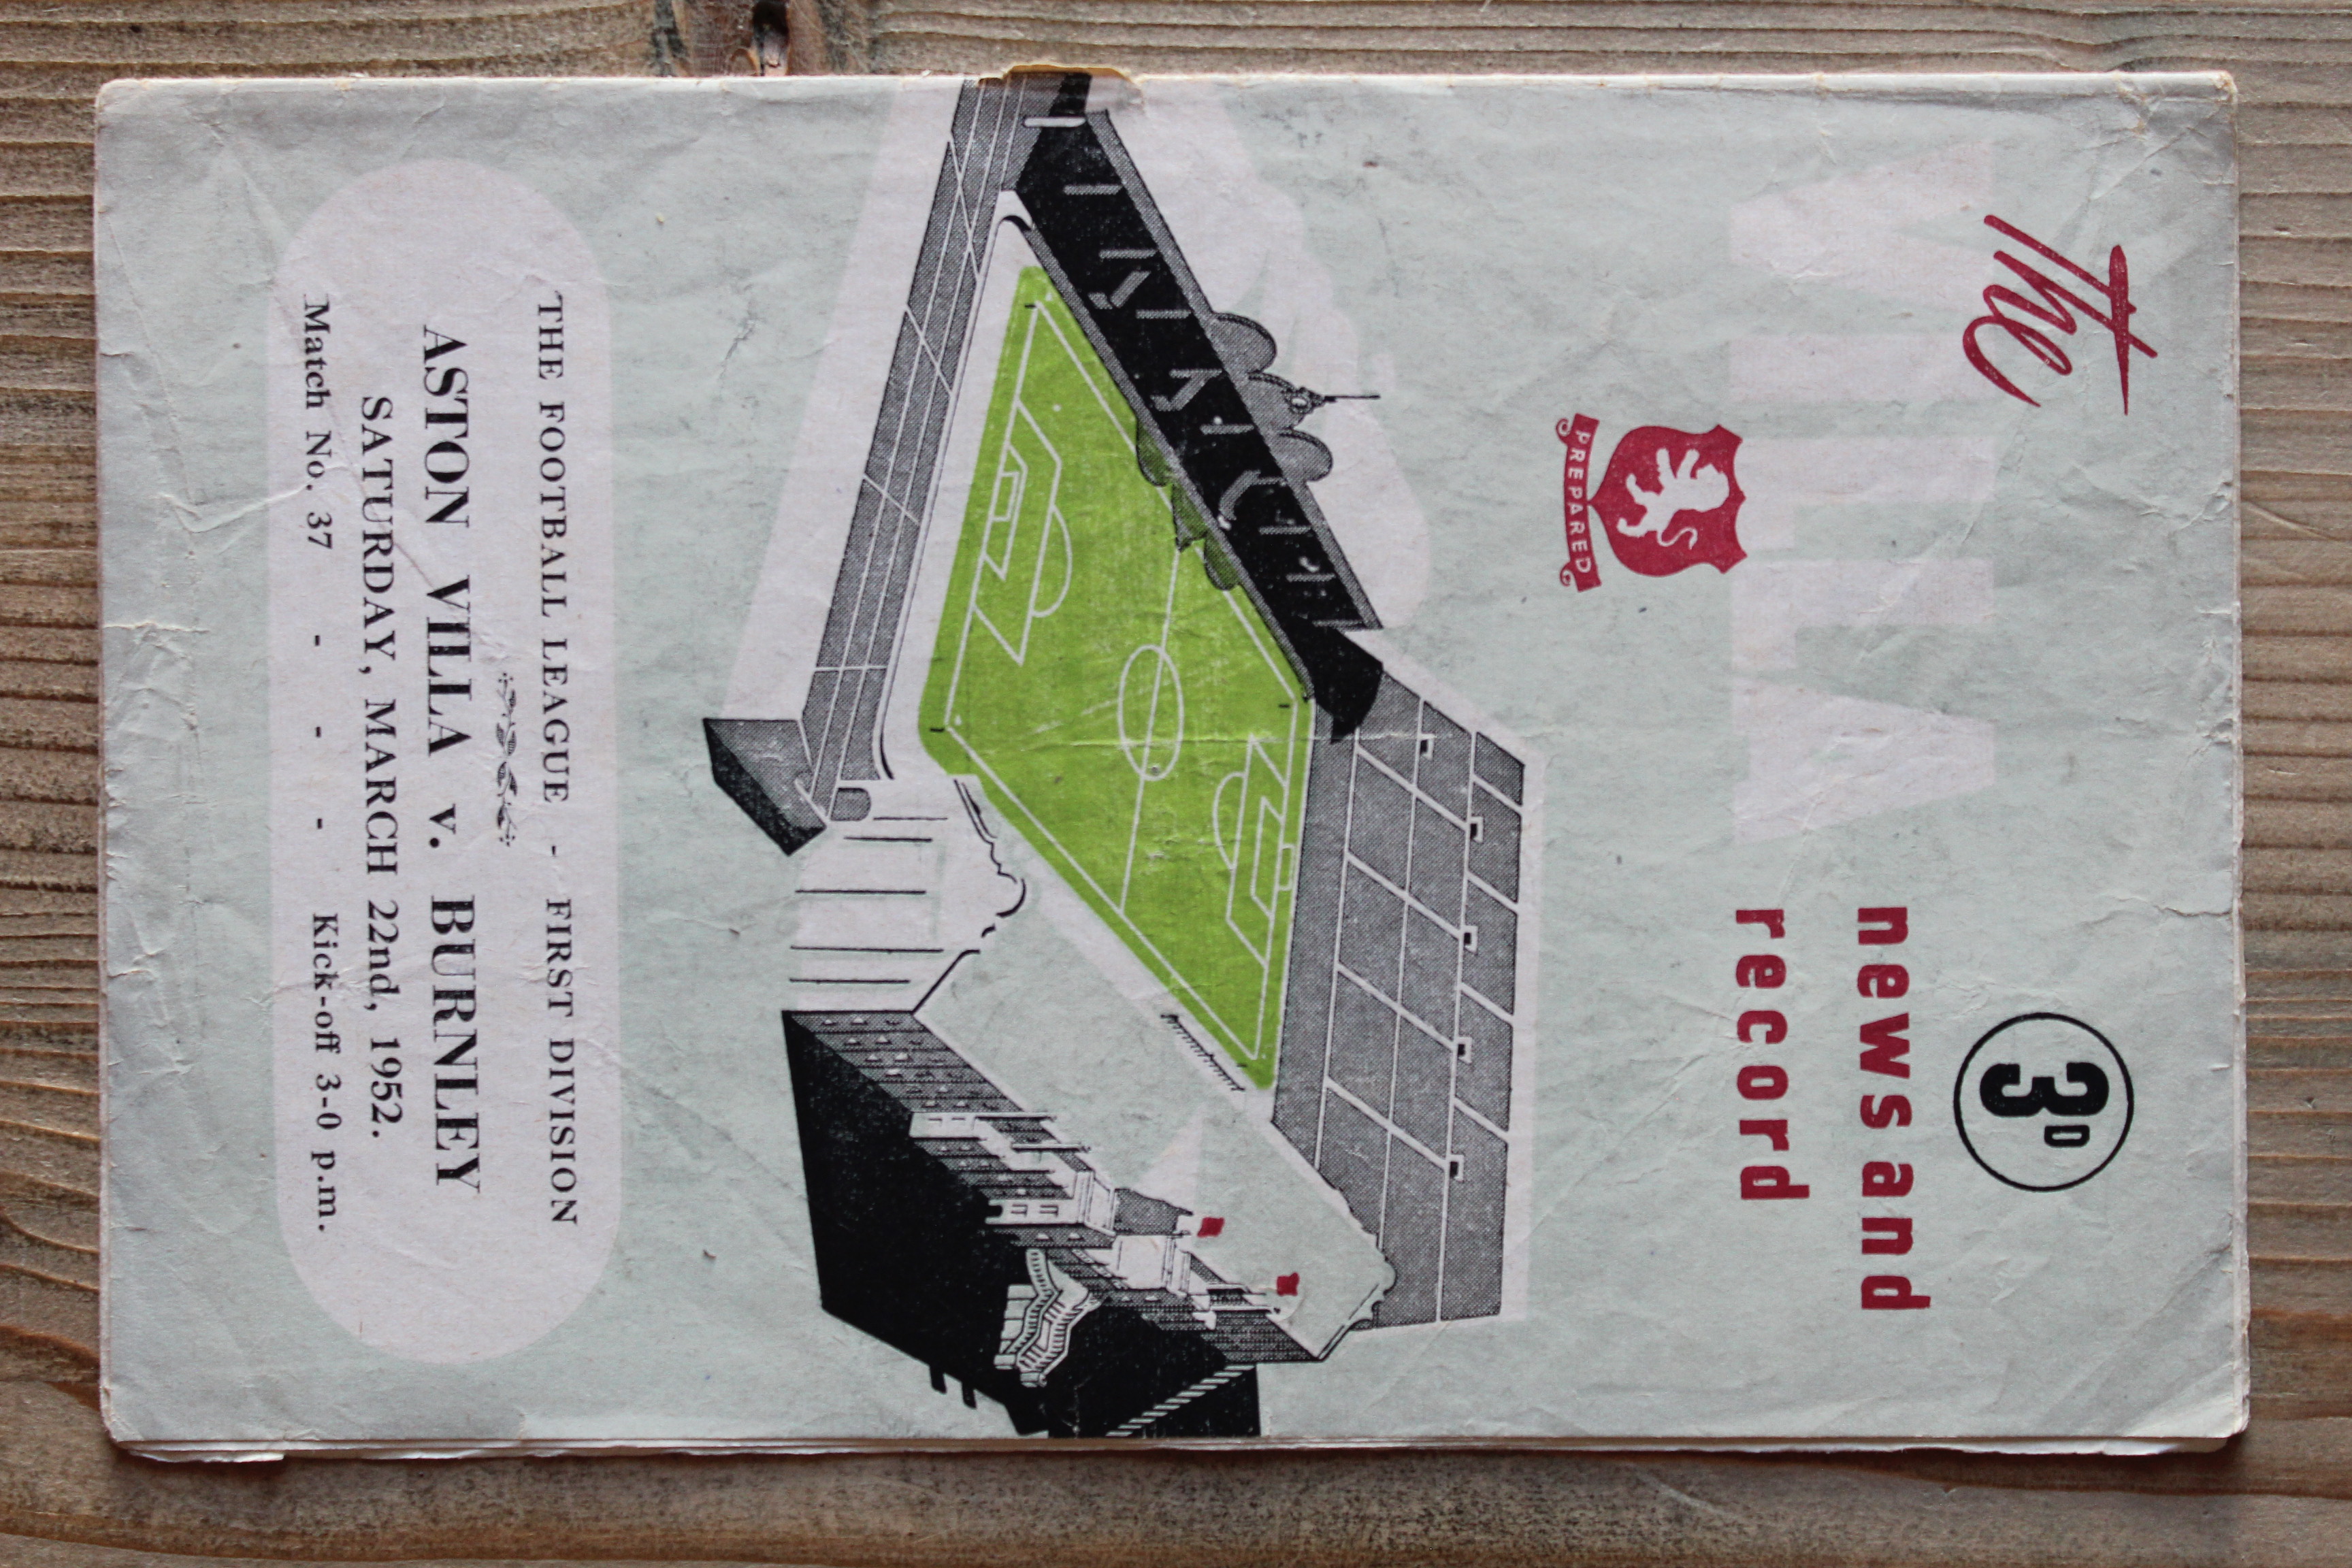 The
3D
VILLA
news and
record
PREPARED
THE FOOTBALL LEAGUE - FIRST DIVISION
ASTON VILLA v. BURNLEY
SATURDAY, MARCH 22nd, 1952.
Match No. 37 - - - Kick-off 3-0 p.m.